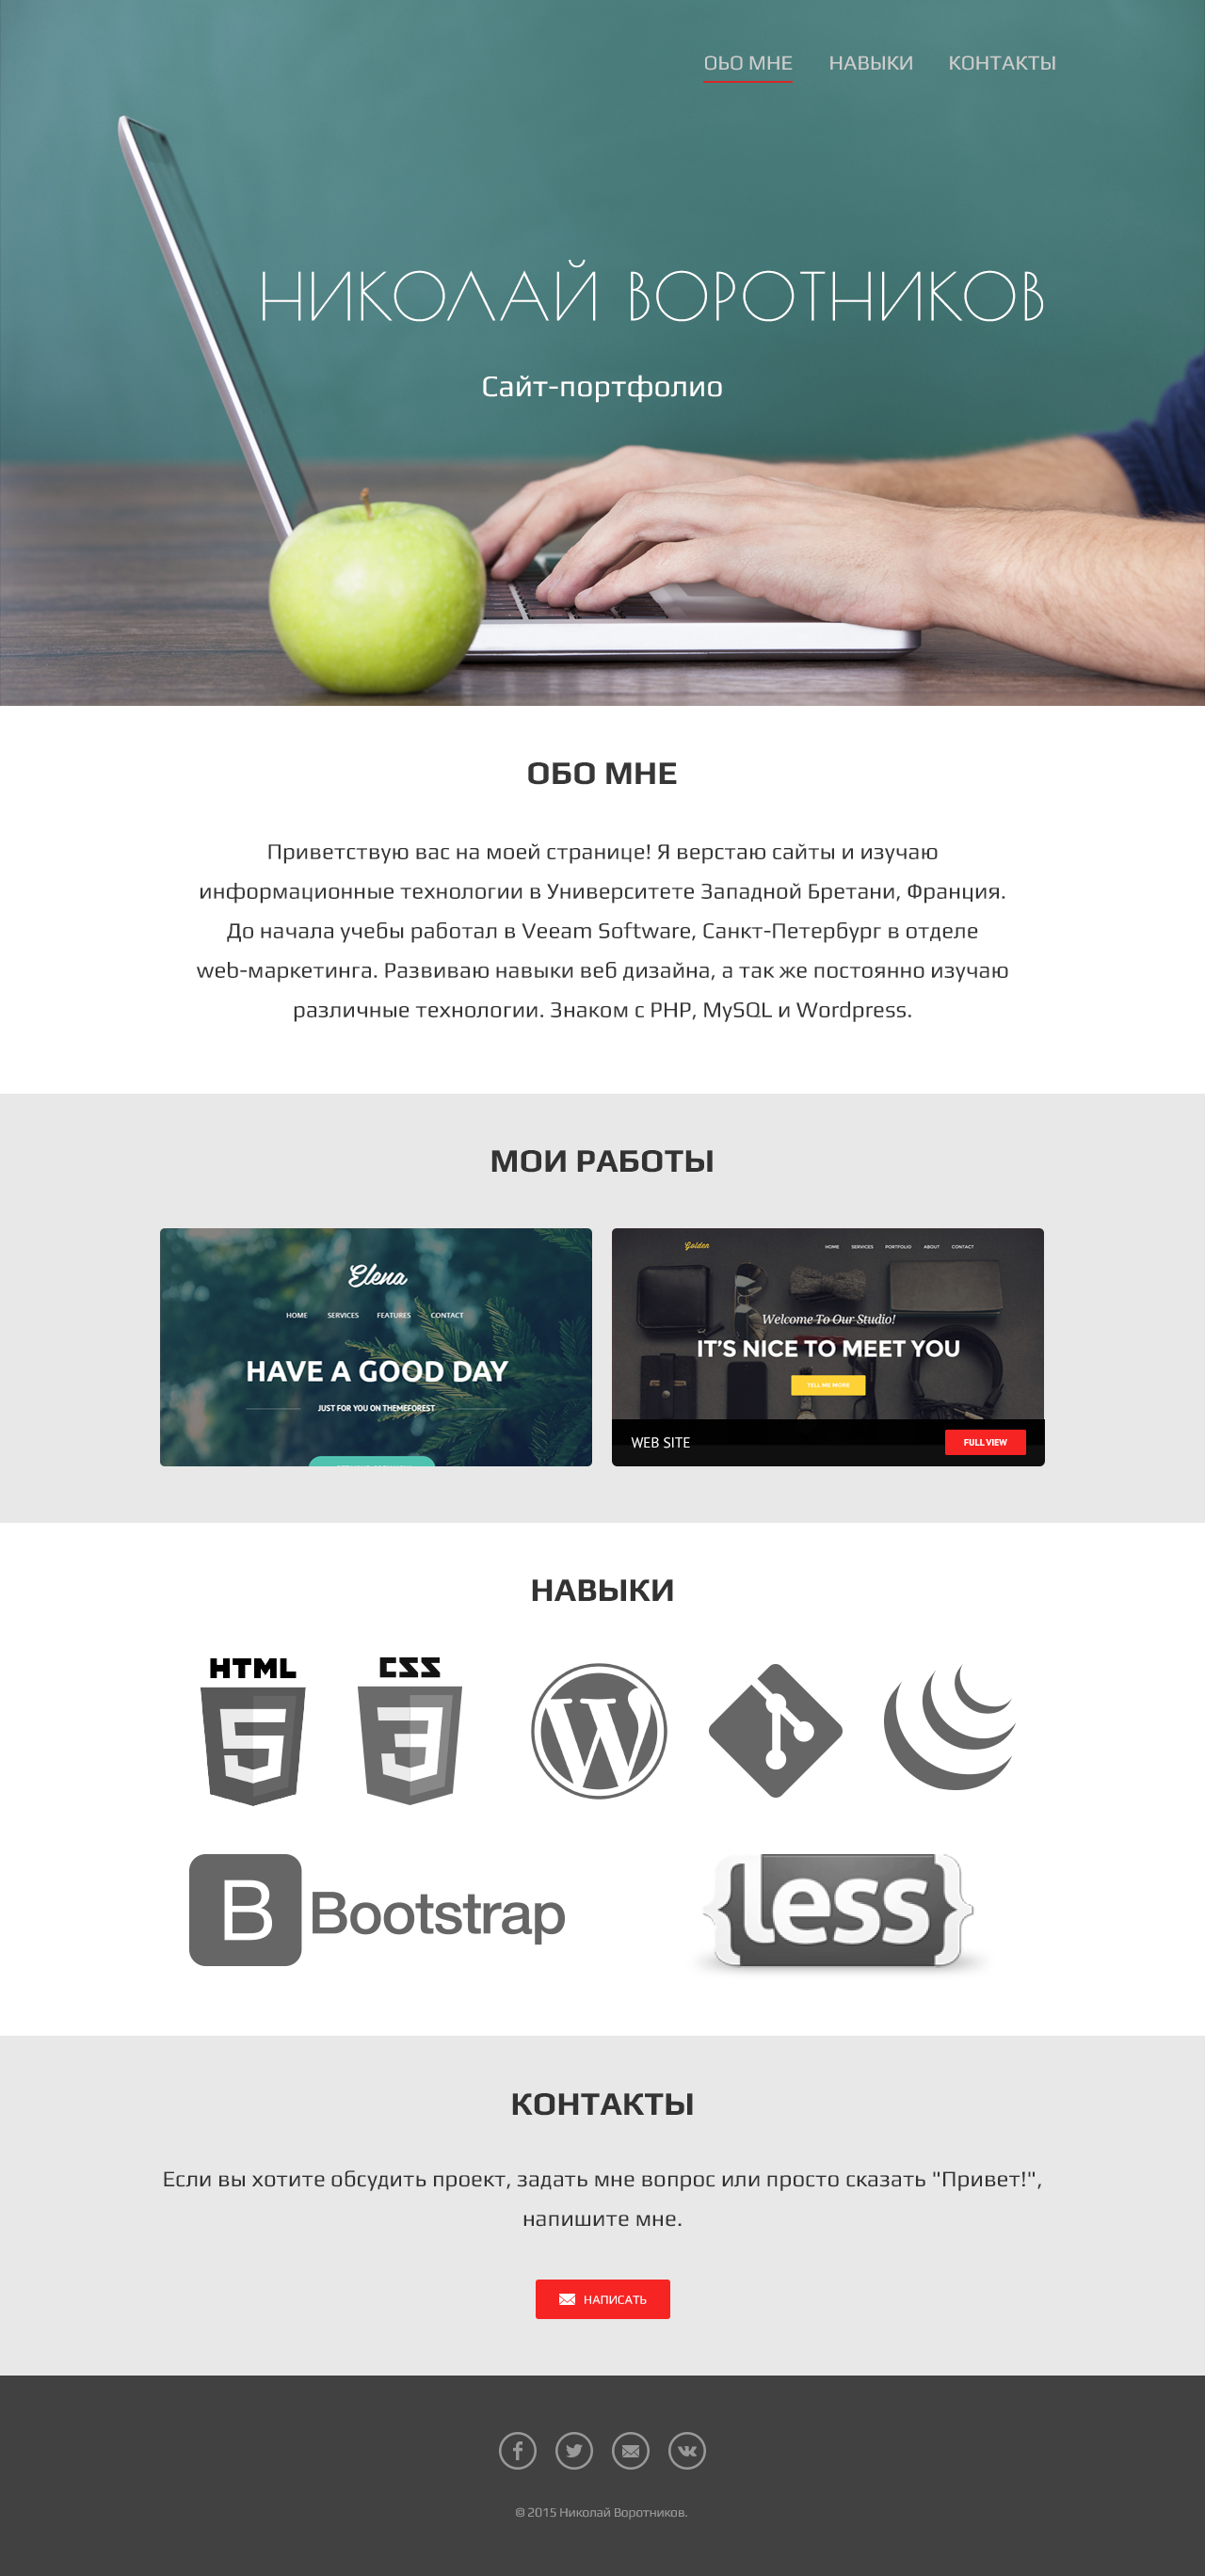 ОЬО МНЕ НАВЫКИ КОНТАКТЫ
НИКОЛАЙ ВОРОТНИКОВ
Сайт-портфолио
ОБО МНЕ
Приветствую вас на моей странице! Я верстаю сайты и изучаю
информационные технологии в Университете Западной Бретани, Франция.
До начала учебы работал в Veeam Software, Санкт-Петербург в отделе
web-маркетинга. Развиваю навыки веб дизайна, а так же постоянно изучаю
различные технологии. Знаком с PHP, MySQL и Wordpress.
МОИ РАБОТЫ
Elena
HOME SERVICES FEATURES CONTACT
HAVE A GOOD DAY
JUST FOR YOU ON THEMEFOREST
Golden
HOME SERVICES PORTFOLIO ABOUT CONTACT
Welcome To Our Studio!
IT'S NICE TO MEET YOU
TELL ME MORE
WEB SITE
FULL VIEW
НАВЫКИ
HTML
5
CSS
3
W
B Bootstrap
{less}
КОНТАКТЫ
Если вы хотите обсудить проект, задать мне вопрос или просто сказать "Привет!",
напишите мне.
НАПИСАТЬ
© 2015 Николай Воротников.